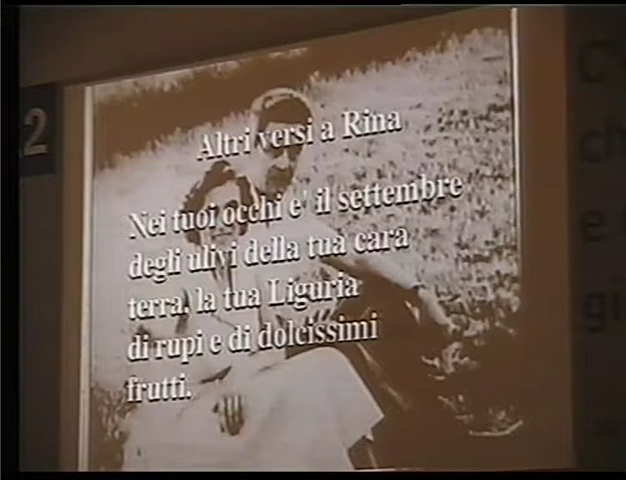 2
Altri versi a Rina
Nei tuoi occhi e' il settembre
degli ulivi della tua cara
terra, la tua Liguria
di rupi e di dolcissimi
frutti.